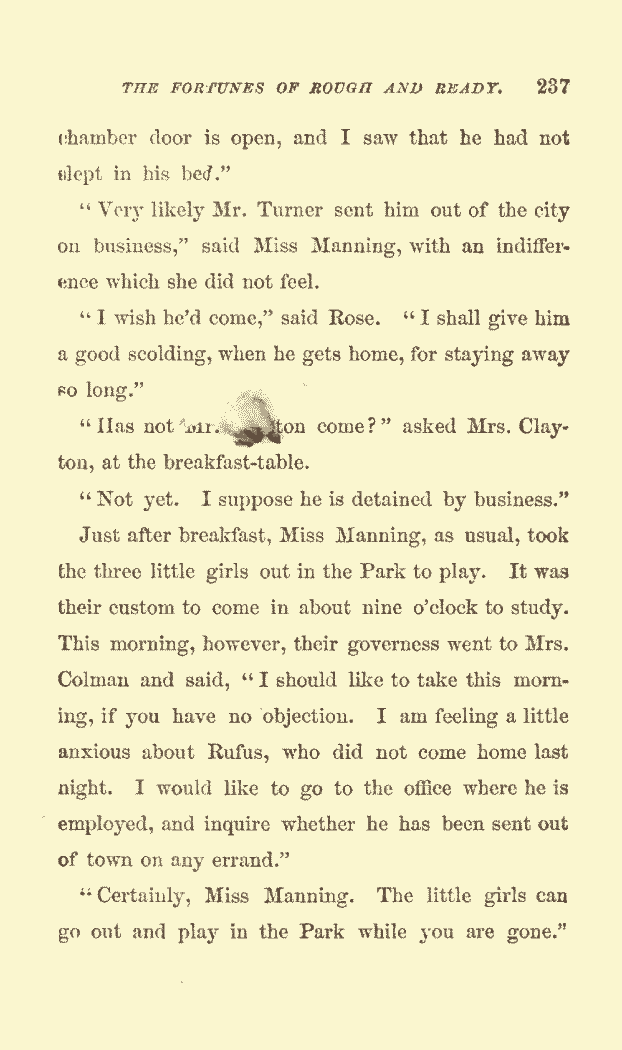 THE FORTUNES OF ROUGH AND READY. 237
chamber door is open, and I saw that he had not
slept in his bed.”
“ Very likely Mr. Turner sent him out of the city
on business,” said Miss Manning, with an indiffer-
ence which she did not feel.
“ I wish he’d come,” said Rose. “ I shall give him
a good scolding, when he gets home, for staying away
so long.”
“ Has not Mr. come ? ” asked Mrs. Clay-
ton, at the breakfast-table.
“ Not yet. I suppose he is detained by business.”
Just after breakfast, Miss Manning, as usual, took
the three little girls out in the Park to play. It was
their custom to come in about nine o’clock to study.
This morning, however, their governess went to Mrs.
Colman and said, “ I should like to take this morn-
ing, if you have no objection. I am feeling a little
anxious about Rufus, who did not come home last
night. I would like to go to the office where he is
employed, and inquire whether he has been sent out
of town on any errand.”
“ Certainly, Miss Manning. The little girls can
go out and play in the Park while you are gone.”